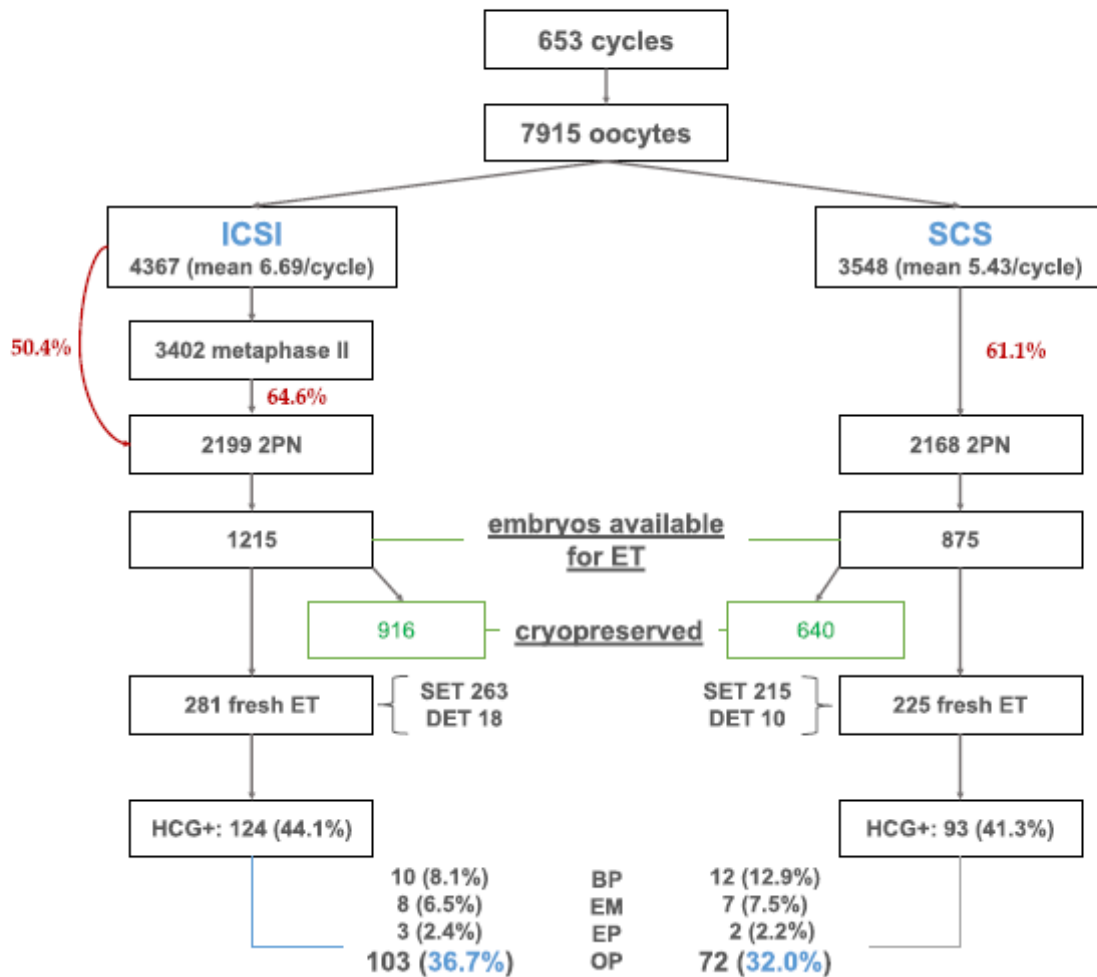 653 cycles
7915 oocytes
ICSI
4367 (mean 6.69/cycle)
SCS
3548 (mean 5.43/cycle)
50.4%
3402 metaphase II
61.1%
64.6%
2199 2PN
2168 2PN
1215
embryos available
for ET
875
916
cryopreserved
640
281 fresh ET
SET 263
DET 18
SET 215
DET 10
225 fresh ET
HCG+: 124 (44.1%)
HCG+: 93 (41.3%)
10 (8.1%) BP 12 (12.9%)
8 (6.5%) EM 7 (7.5%)
3 (2.4%) EP 2 (2.2%)
103 (36.7%) OP 72 (32.0%)